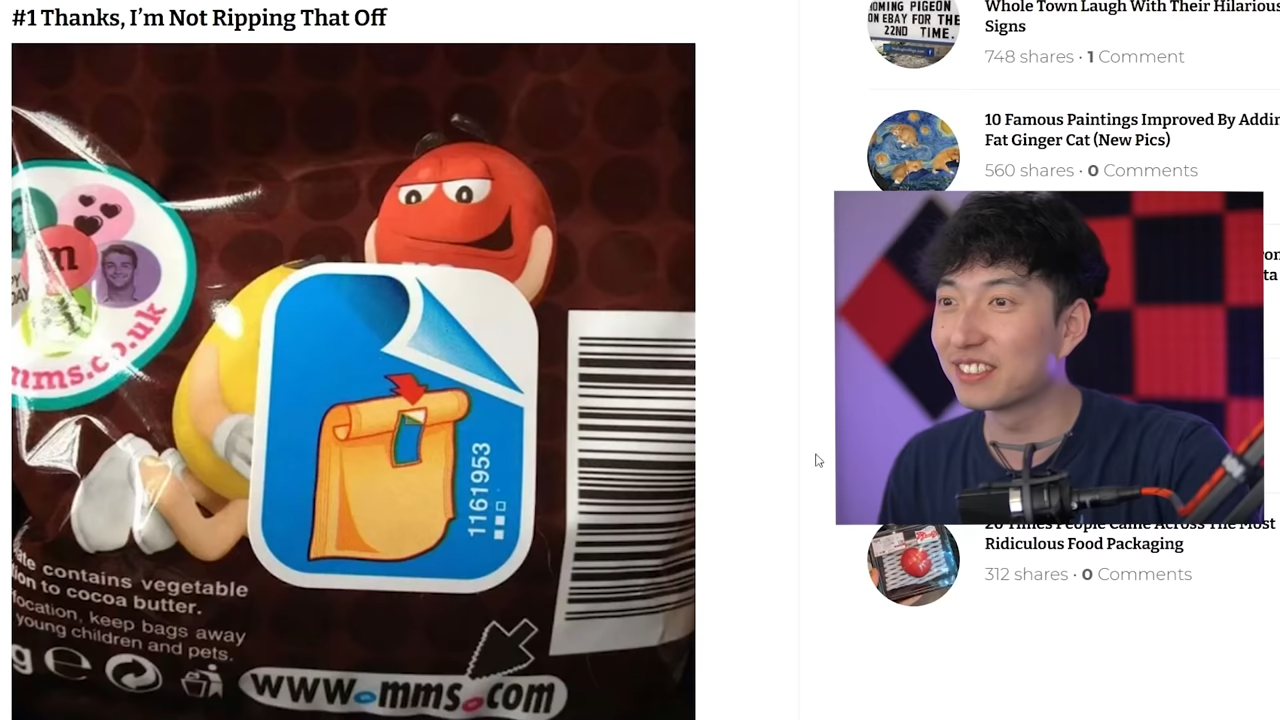 #1 Thanks, I'm Not Ripping That Off
m
mms.co.uk
1161953
ate contains vegetable
ion to cocoa butter.
focation, keep bags away
young children and pets.
g e
www.mms.com
HOMING PIGEON
ON EBAY FOR THE
22ND TIME.
Whole Town Laugh With Their Hilarious
Signs
748 shares · 1 Comment
10 Famous Paintings Improved By Addin
Fat Ginger Cat (New Pics)
560 shares · 0 Comments
20 Times People Came Across The Most
Ridiculous Food Packaging
312 shares · 0 Comments